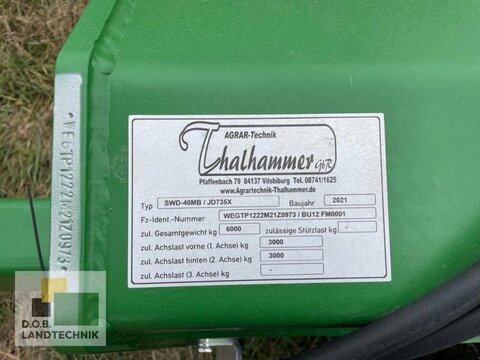 *WEGTP1222M21Z0973*
AGRAR-Technik
Thalhammer GbR
Pfaffenbach 79 84137 Vilsbiburg Tel. 08741/1625
www.Agrartechnik-Thalhammer.de
Typ SWD-40MB / JD735X Baujahr 2021
Fz-Ident.-Nummer WEGTP1222M21Z0973 / BU12 FM0001
zul. Gesamtgewicht kg 6000 zulässige Stützlast kg -
zul. Achslast vorne (1. Achse) kg 3000
zul. Achslast hinten (2. Achse) kg 3000
zul. Achslast (3. Achse) kg -
D.O.B.
LANDTECHNIK